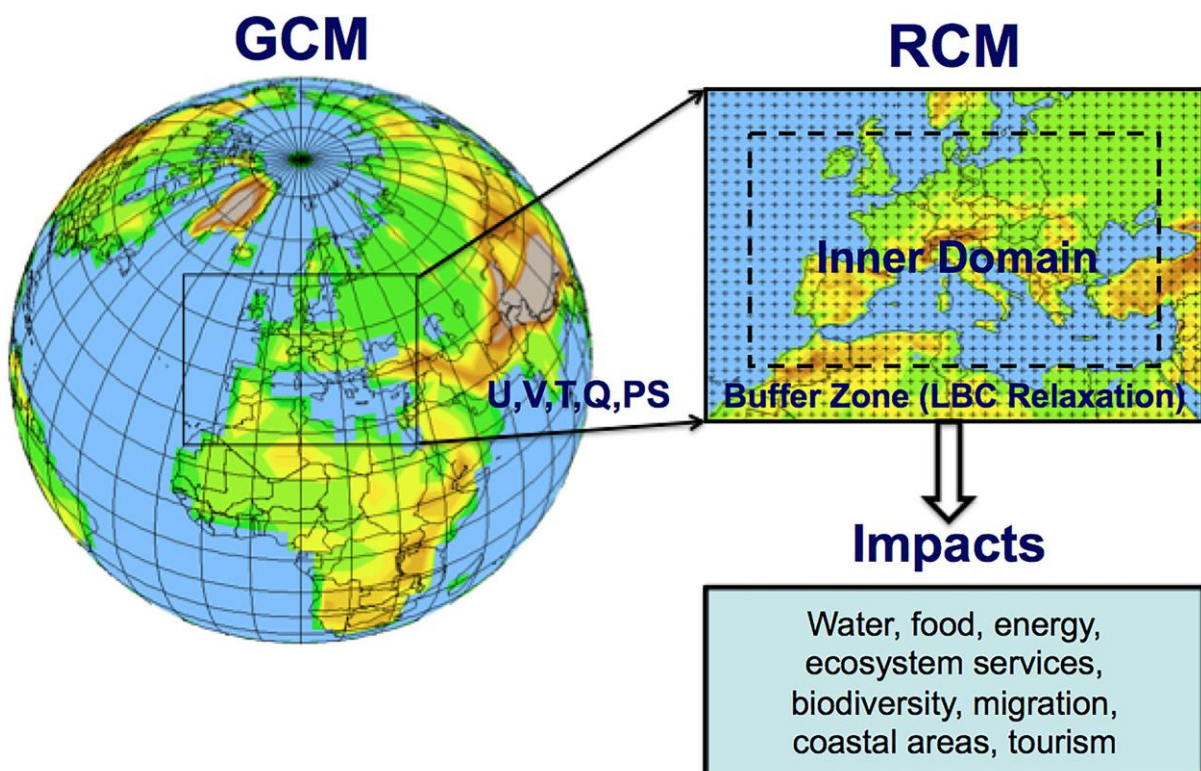 GCM
RCM
Inner Domain
U,V,T,Q,PS
Buffer Zone (LBC Relaxation)
Impacts
Water, food, energy,
ecosystem services,
biodiversity, migration,
coastal areas, tourism